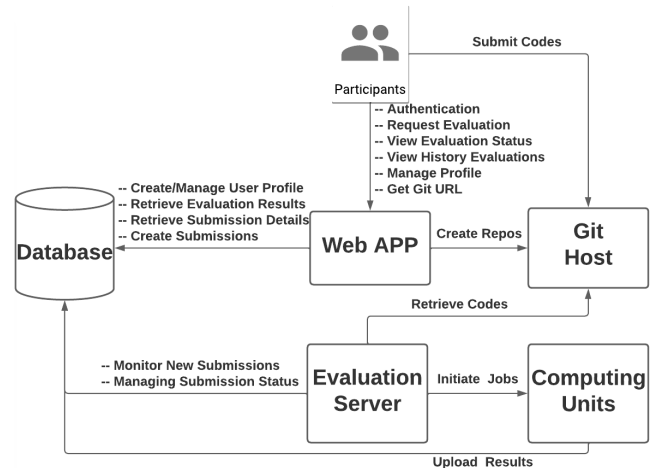 Submit Codes
Participants
-- Authentication
-- Request Evaluation
-- View Evaluation Status
-- View History Evaluations
-- Manage Profile
-- Get Git URL
-- Create/Manage User Profile
-- Retrieve Evaluation Results
-- Retrieve Submission Details
-- Create Submissions
Database
Web APP
Create Repos
Git
Host
Retrieve Codes
-- Monitor New Submissions
-- Managing Submission Status
Evaluation
Server
Initiate Jobs
Computing
Units
Upload Results